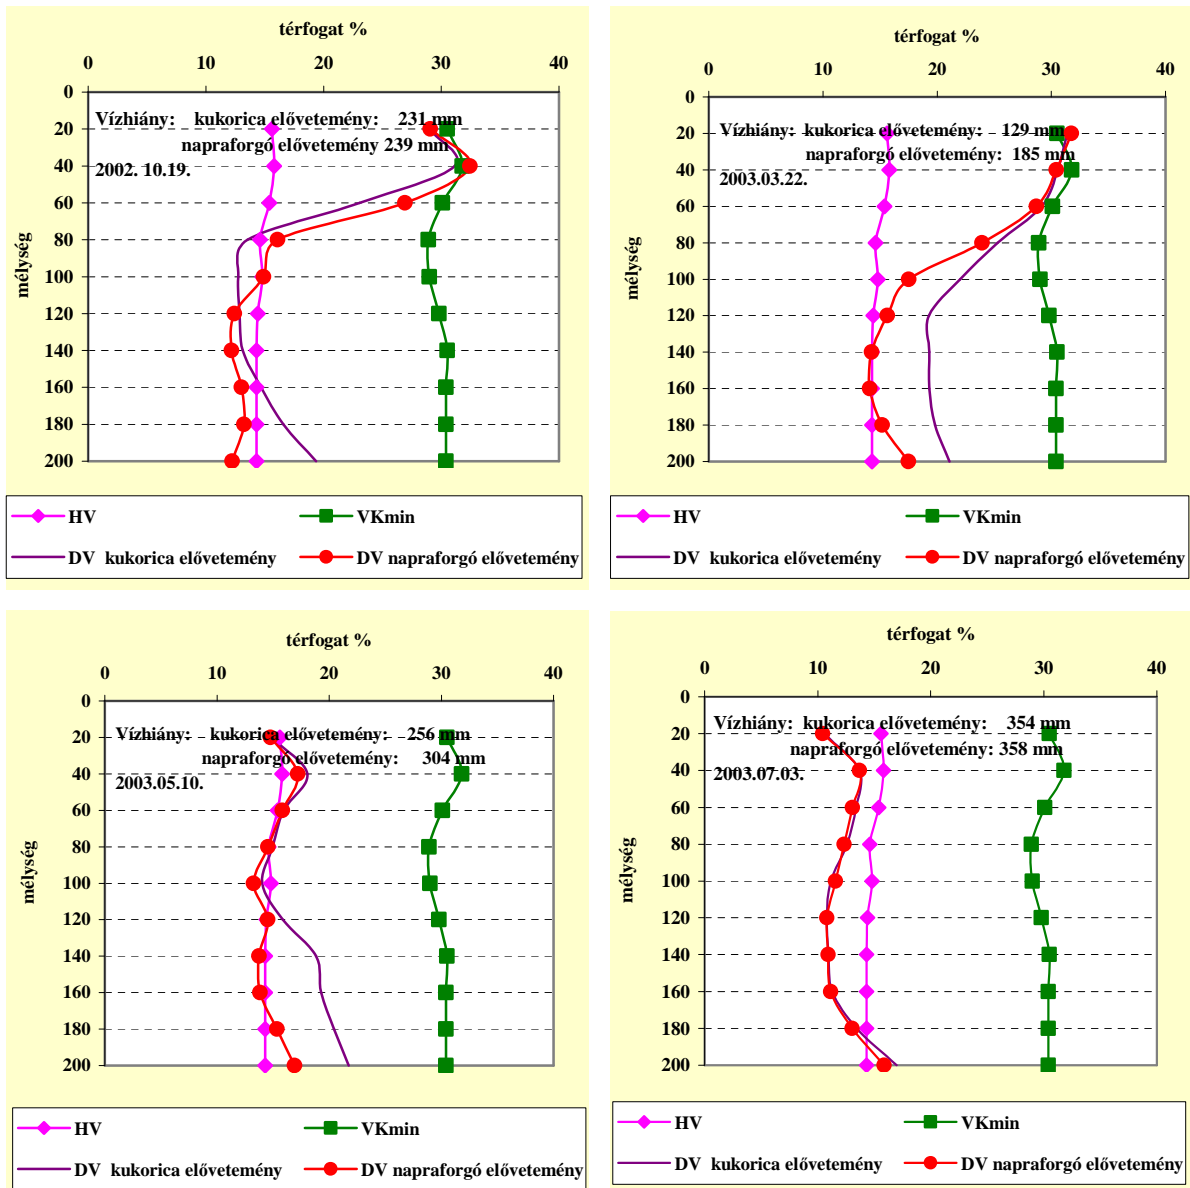 térfogat %
0 10 20 30 40
0
20
40
60
80
100
120
140
160
180
200
mélység
Vízhiány: kukorica elővetemény: 231 mm
napraforgó elővetemény 239 mm
2002. 10.19.
HV VKmin
DV kukorica elővetemény DV napraforgó elővetemény
térfogat %
0 10 20 30 40
0
20
40
60
80
100
120
140
160
180
200
mélység
Vízhiány: kukorica elővetemény: 129 mm
napraforgó elővetemény: 185 mm
2003.03.22.
HV VKmin
DV kukorica elővetemény DV napraforgó elővetemény
térfogat %
0 10 20 30 40
0
20
40
60
80
100
120
140
160
180
200
mélység
Vízhiány: kukorica elővetemény: 256 mm
napraforgó elővetemény: 304 mm
2003.05.10.
HV VKmin
DV kukorica elővetemény DV napraforgó elővetemény
térfogat %
0 10 20 30 40
0
20
40
60
80
100
120
140
160
180
200
mélység
Vízhiány: kukorica elővetemény: 354 mm
napraforgó elővetemény: 358 mm
2003.07.03.
HV VKmin
DV kukorica elővetemény DV napraforgó elővetemény